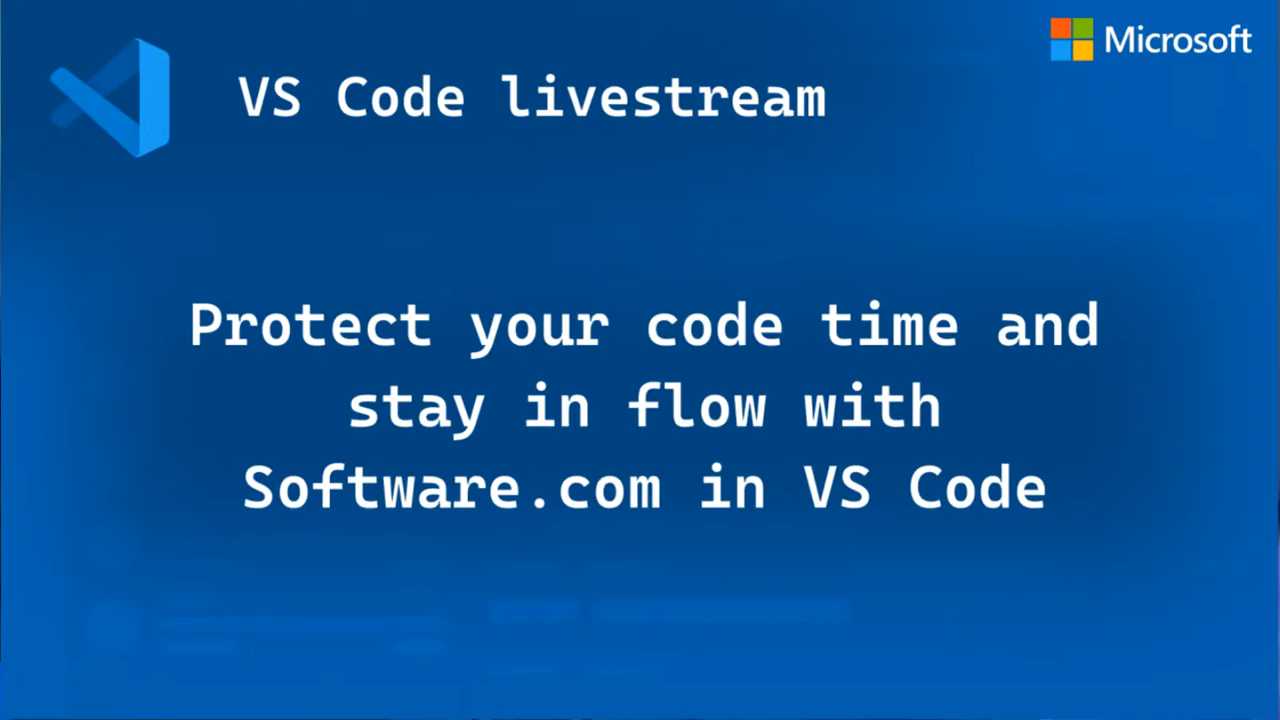 Microsoft
VS Code livestream
Protect your code time and
stay in flow with
Software.com in VS Code